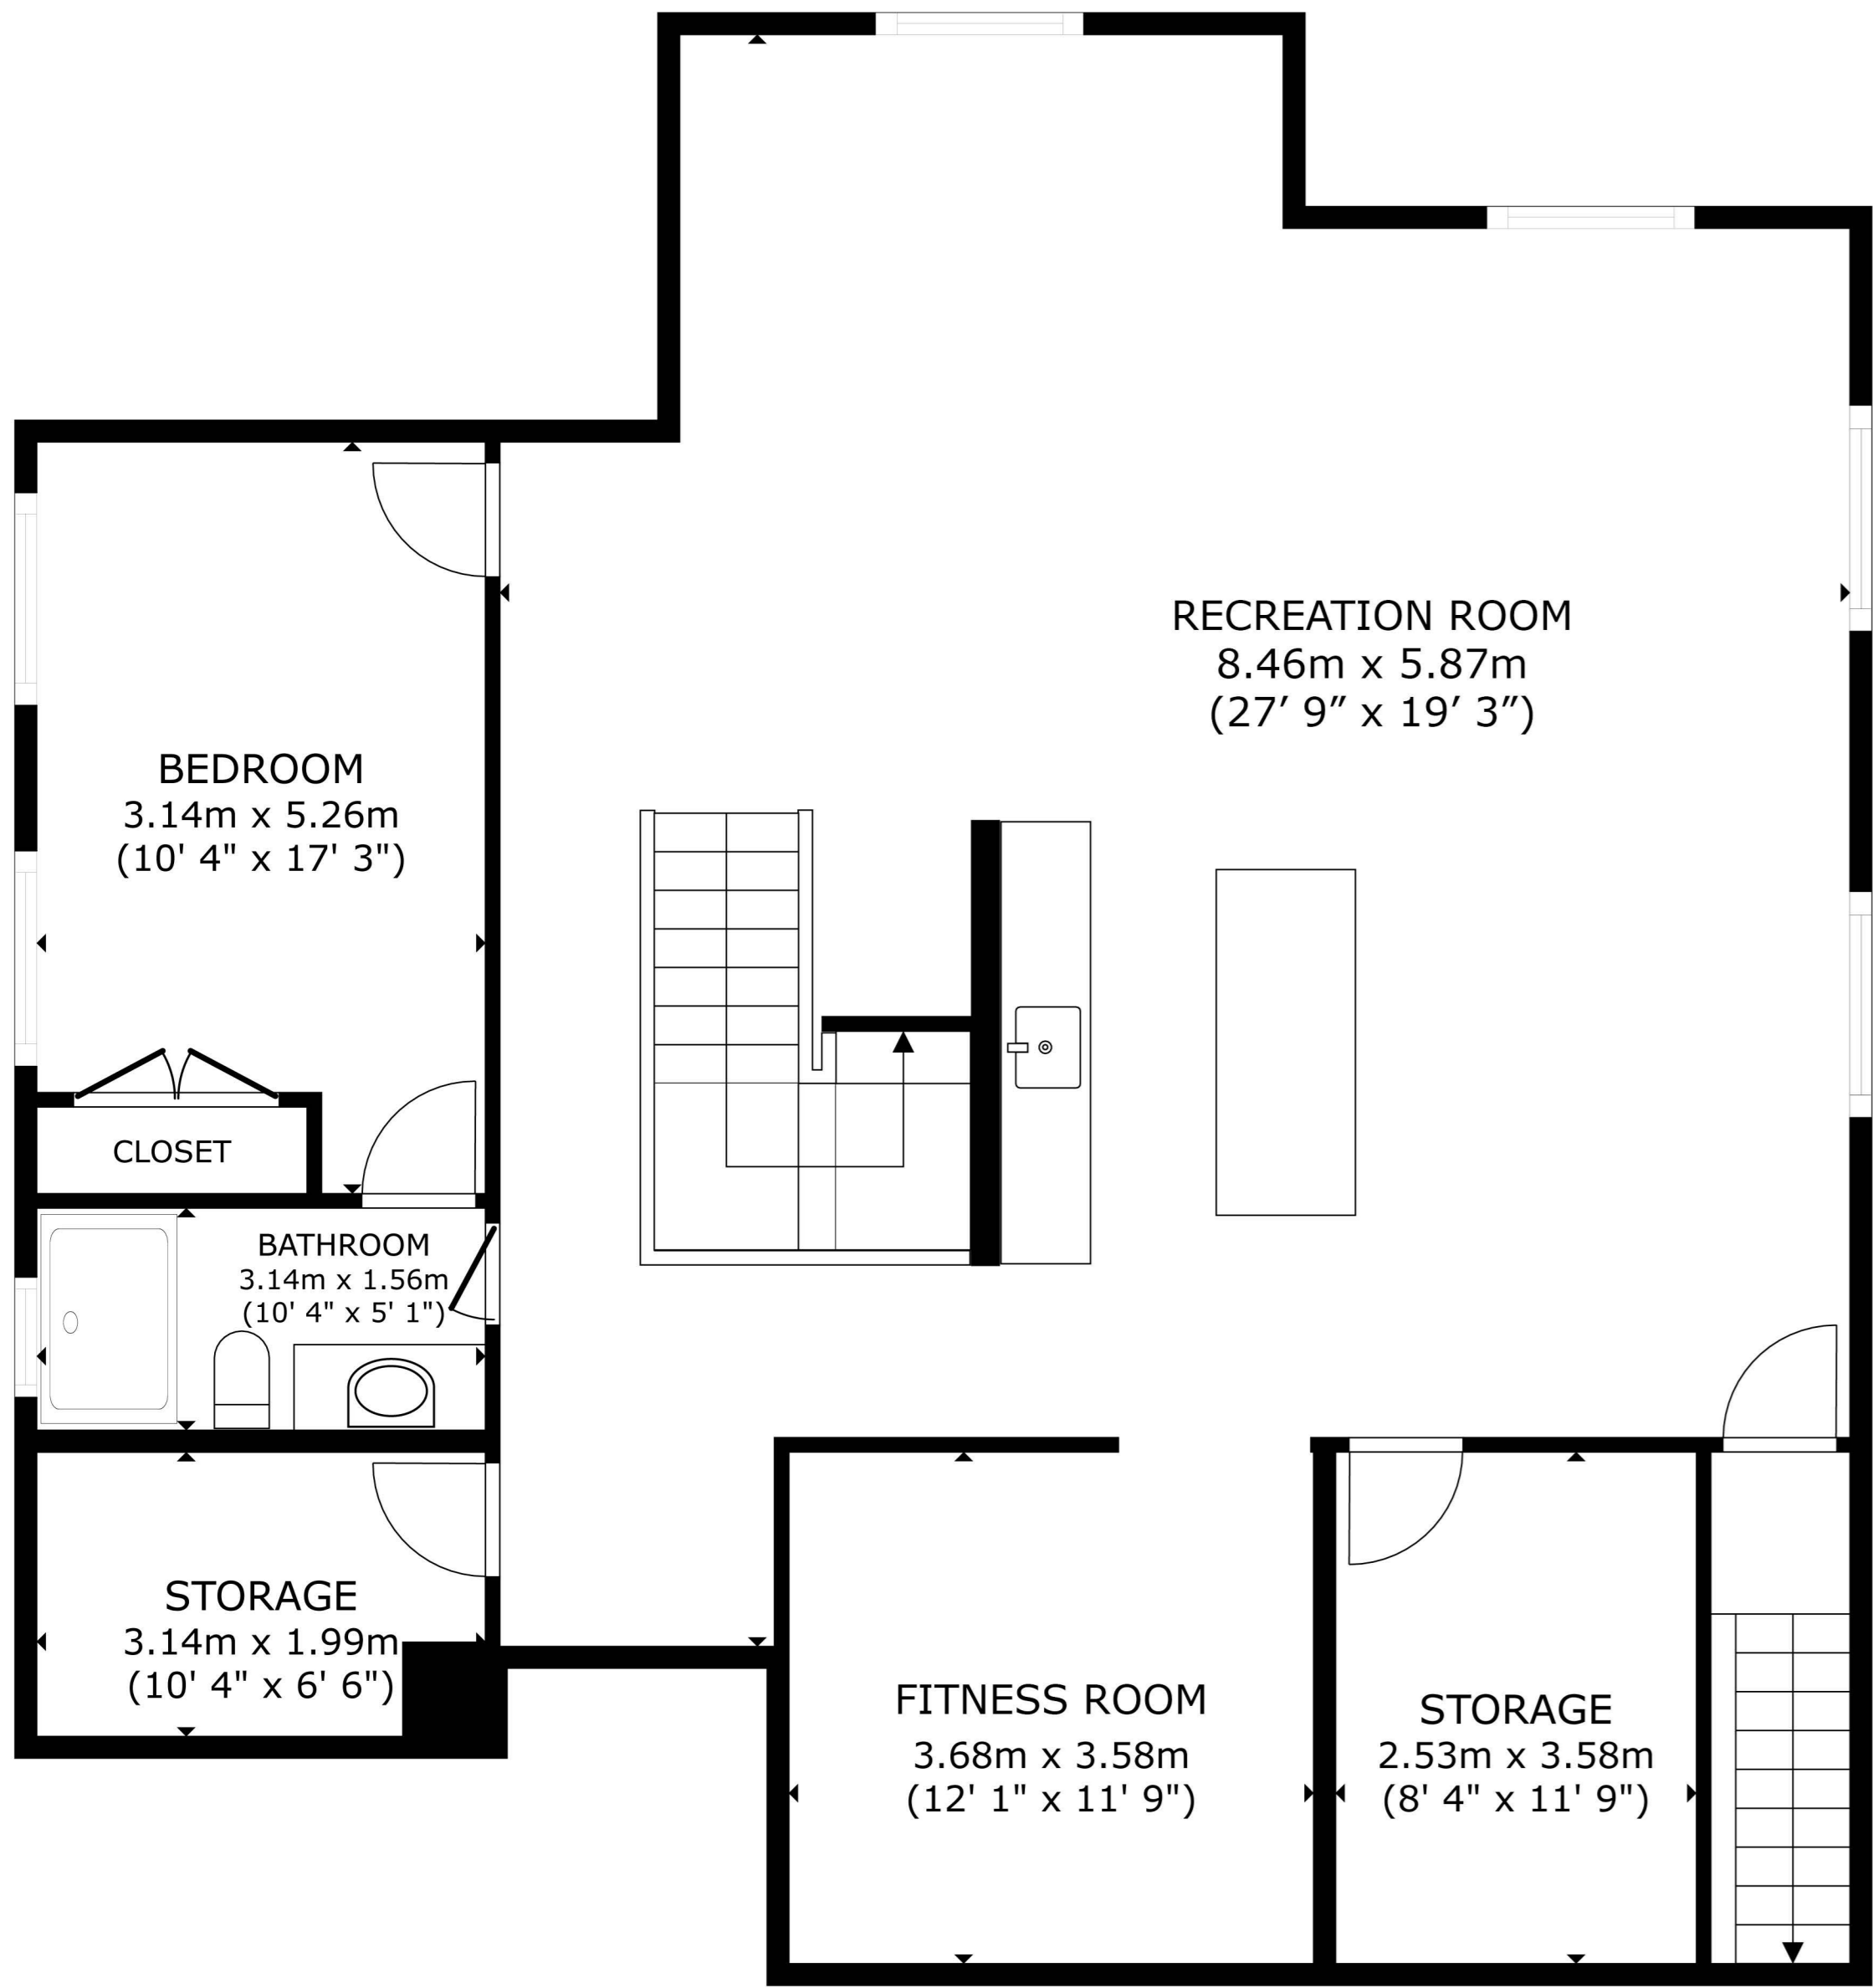 RECREATION ROOM
8.46m x 5.87m
(27′ 9″ x 19′ 3″)
BEDROOM
3.14m x 5.26m
(10' 4" x 17' 3")
CLOSET
BATHROOM
3.14m x 1.56m
(10' 4" x 5' 1")
STORAGE
3.14m x 1.99m
(10' 4" x 6' 6")
FITNESS ROOM
3.68m x 3.58m
(12' 1" x 11' 9")
STORAGE
2.53m x 3.58m
(8' 4" x 11' 9")